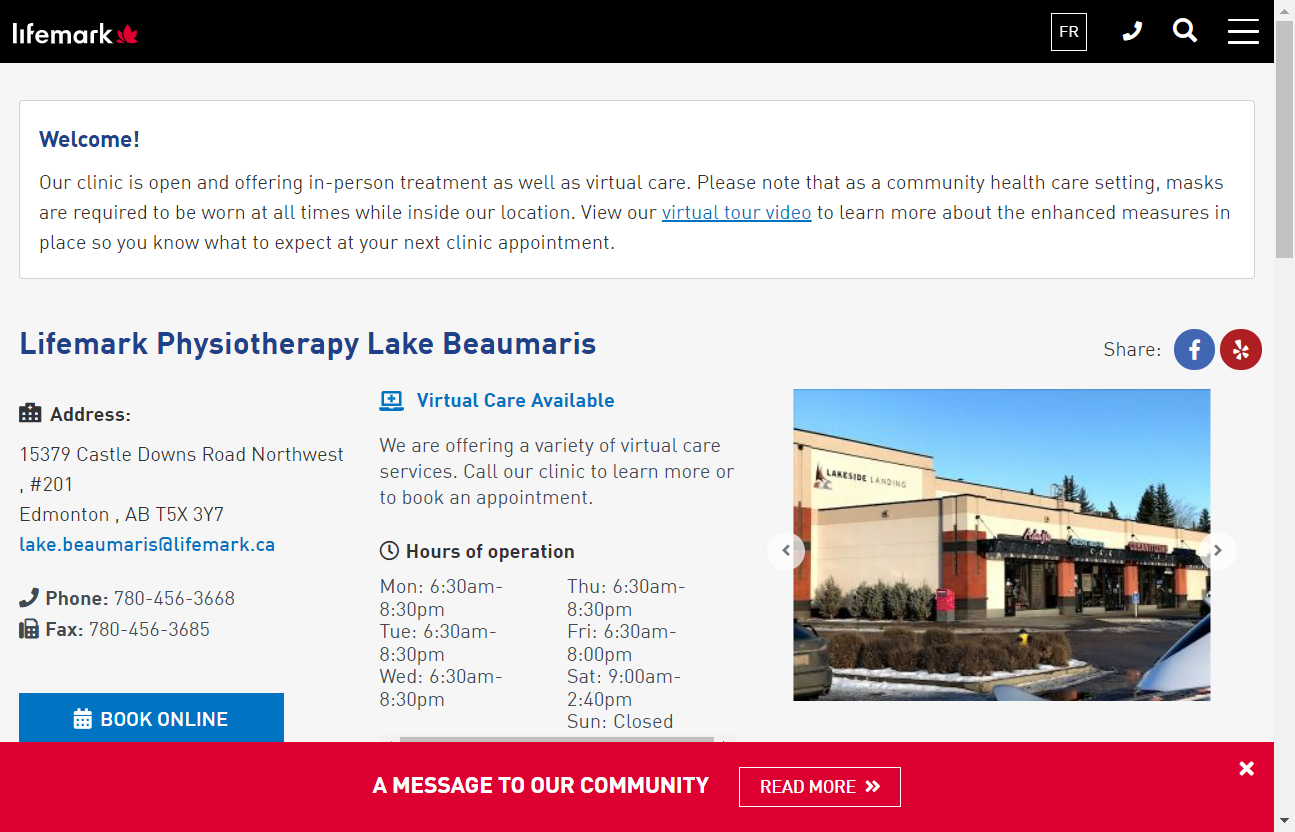 lifemark
FR
Welcome!
Our clinic is open and offering in-person treatment as well as virtual care. Please note that as a community health care setting, masks
are required to be worn at all times while inside our location. View our virtual tour video to learn more about the enhanced measures in
place so you know what to expect at your next clinic appointment.
Lifemark Physiotherapy Lake Beaumaris
Share:
Address:
15379 Castle Downs Road Northwest
, #201
Edmonton , AB T5X 3Y7
lake.beaumaris@lifemark.ca
Phone: 780-456-3668
Fax: 780-456-3685
BOOK ONLINE
Virtual Care Available
We are offering a variety of virtual care
services. Call our clinic to learn more or
to book an appointment.
Hours of operation
Mon: 6:30am-
8:30pm
Tue: 6:30am-
8:30pm
Wed: 6:30am-
8:30pm
Thu: 6:30am-
8:30pm
Fri: 6:30am-
8:00pm
Sat: 9:00am-
2:40pm
Sun: Closed
LAKESIDE LANDING
A MESSAGE TO OUR COMMUNITY
READ MORE